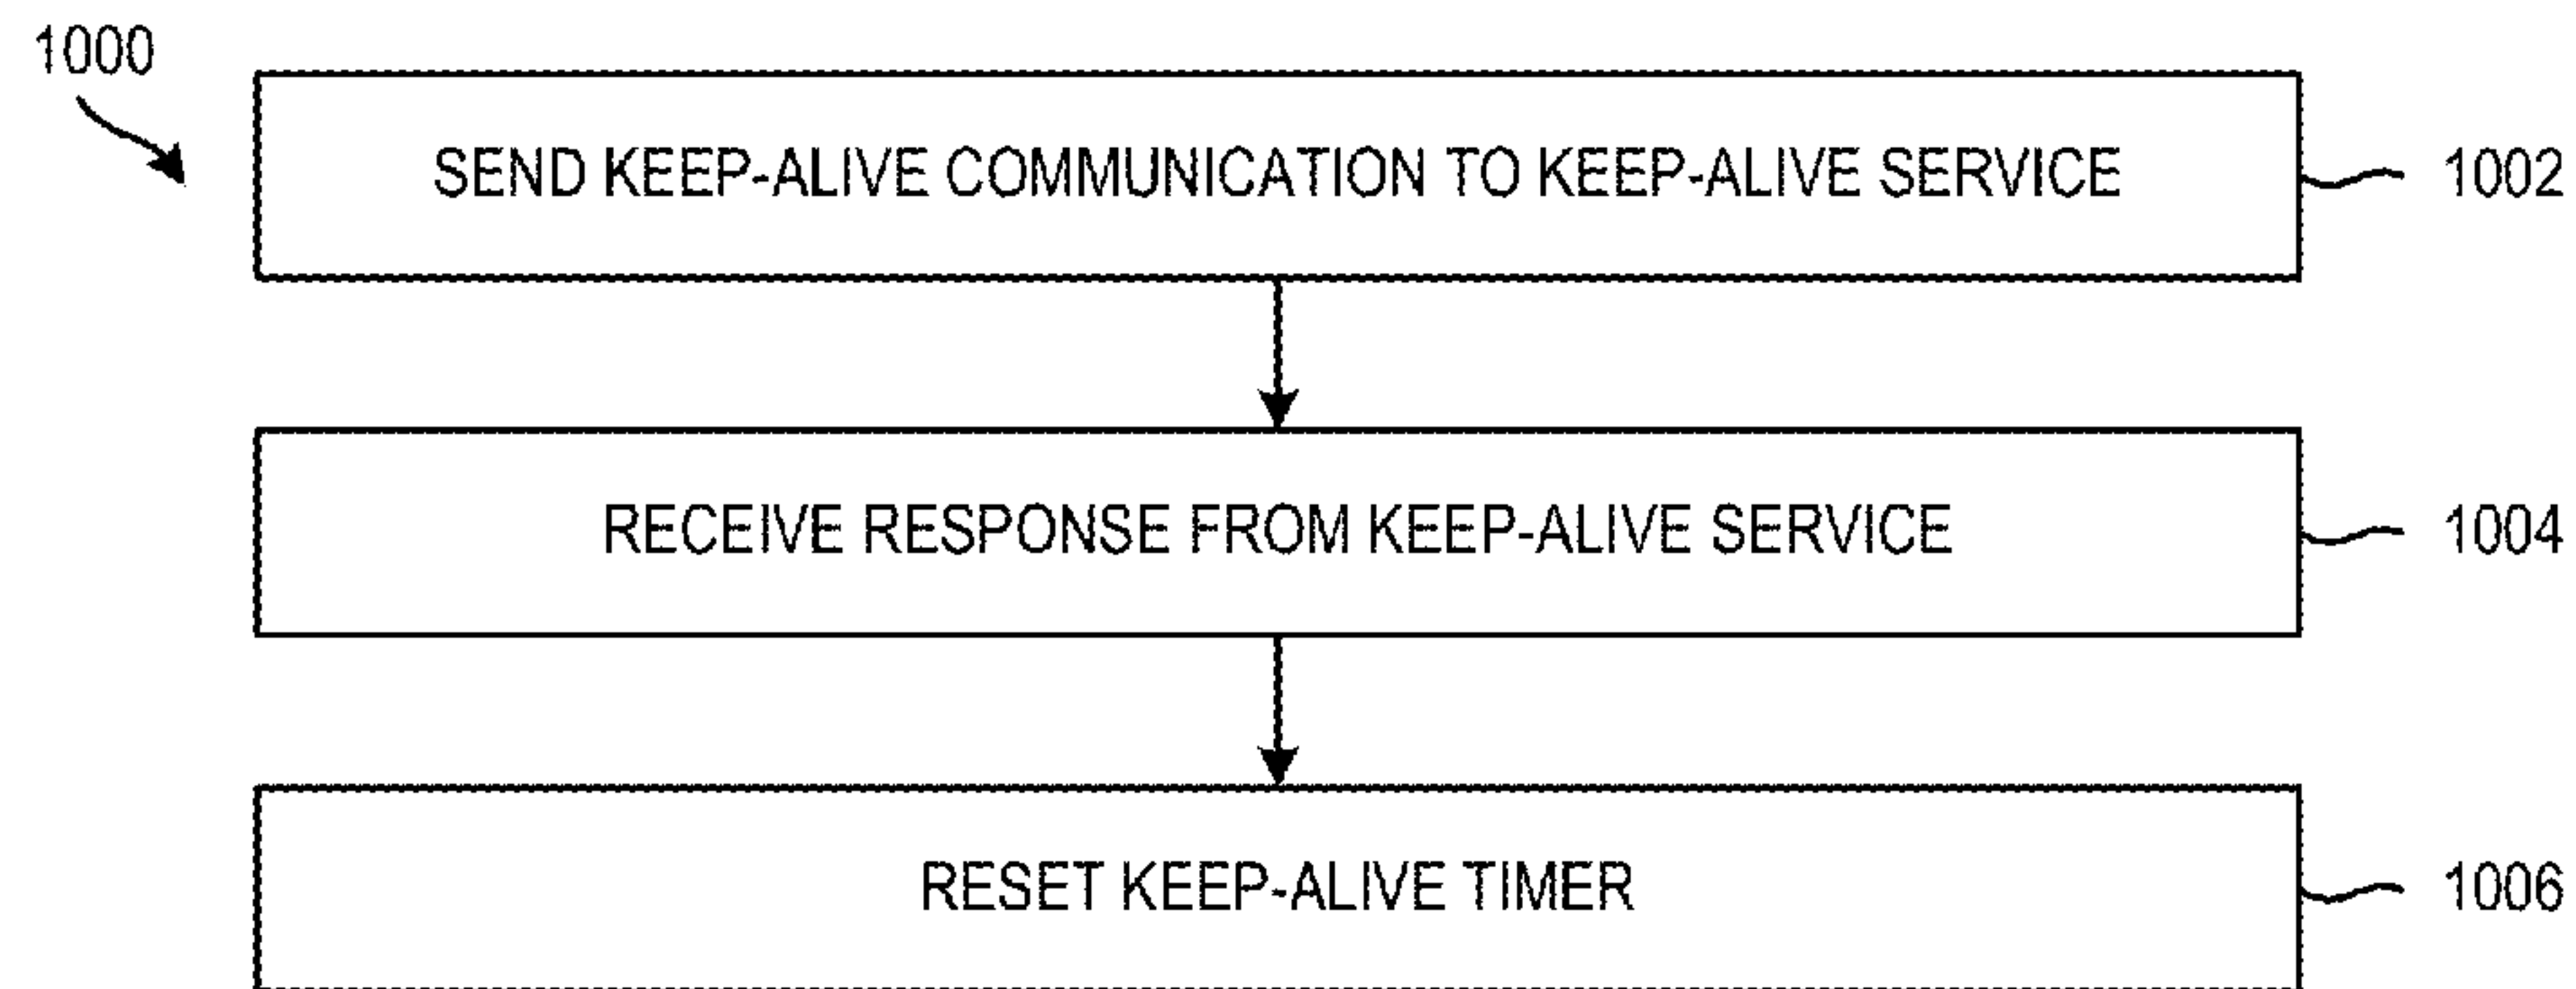 1000
SEND KEEP-ALIVE COMMUNICATION TO KEEP-ALIVE SERVICE
1002
RECEIVE RESPONSE FROM KEEP-ALIVE SERVICE
1004
RESET KEEP-ALIVE TIMER
1006